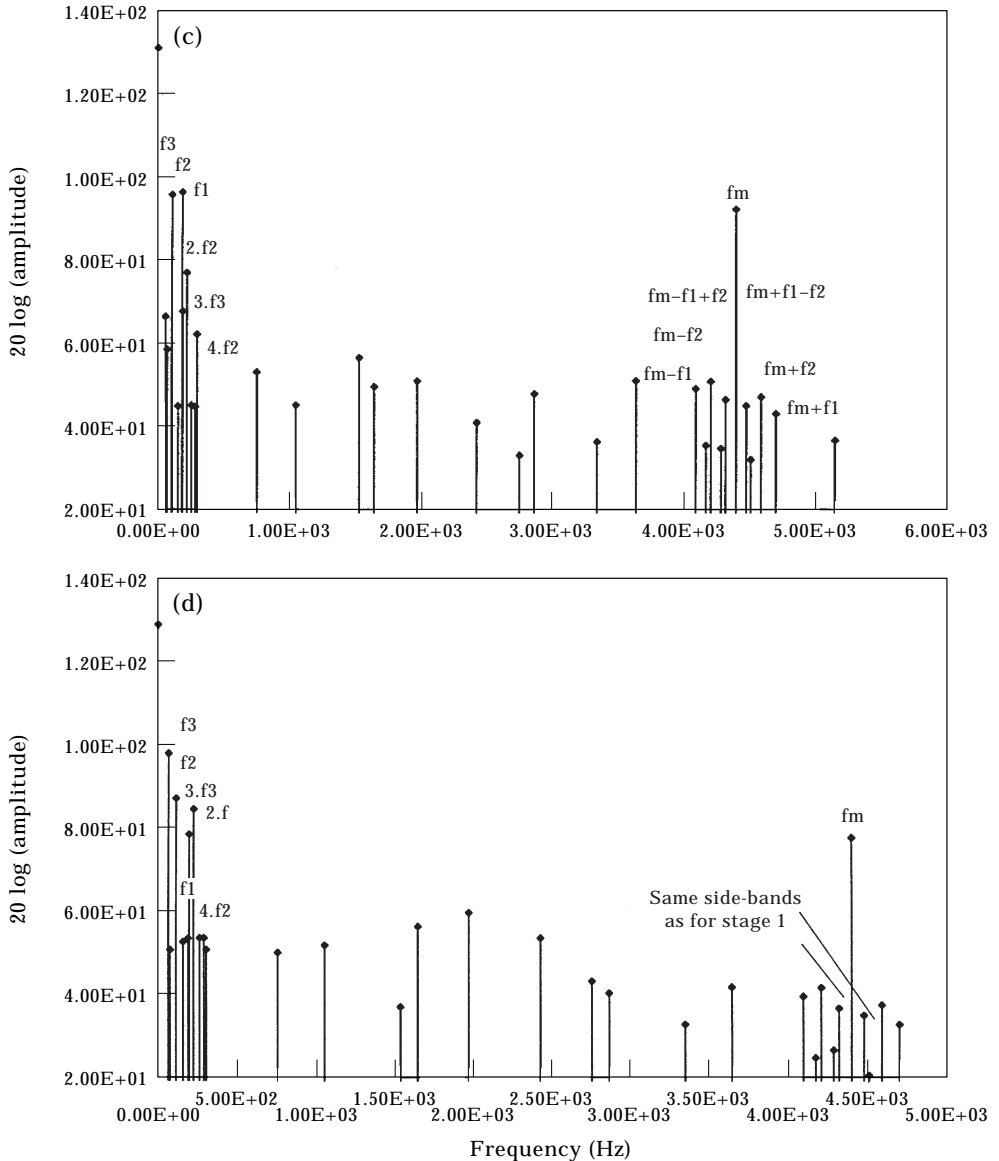 (c)
1.40E+02
1.20E+02
1.00E+02
8.00E+01
6.00E+01
4.00E+01
2.00E+01
20 log (amplitude)
f3
f2
f1
2.f2
3.f3
4.f2
fm
fm–f1+f2
fm+f1–f2
fm–f2
fm–f1
fm+f2
fm+f1
0.00E+00
1.00E+03
2.00E+03
3.00E+03
4.00E+03
5.00E+03
6.00E+03
(d)
1.40E+02
1.20E+02
1.00E+02
8.00E+01
6.00E+01
4.00E+01
2.00E+01
20 log (amplitude)
f3
f2
3.f3
2.f
f1
4.f2
fm
Same side-bands
as for stage 1
0.00E+00
5.00E+02
1.00E+03
1.50E+03
2.00E+03
2.50E+03
3.00E+03
3.50E+03
4.00E+03
4.50E+03
5.00E+03
Frequency (Hz)